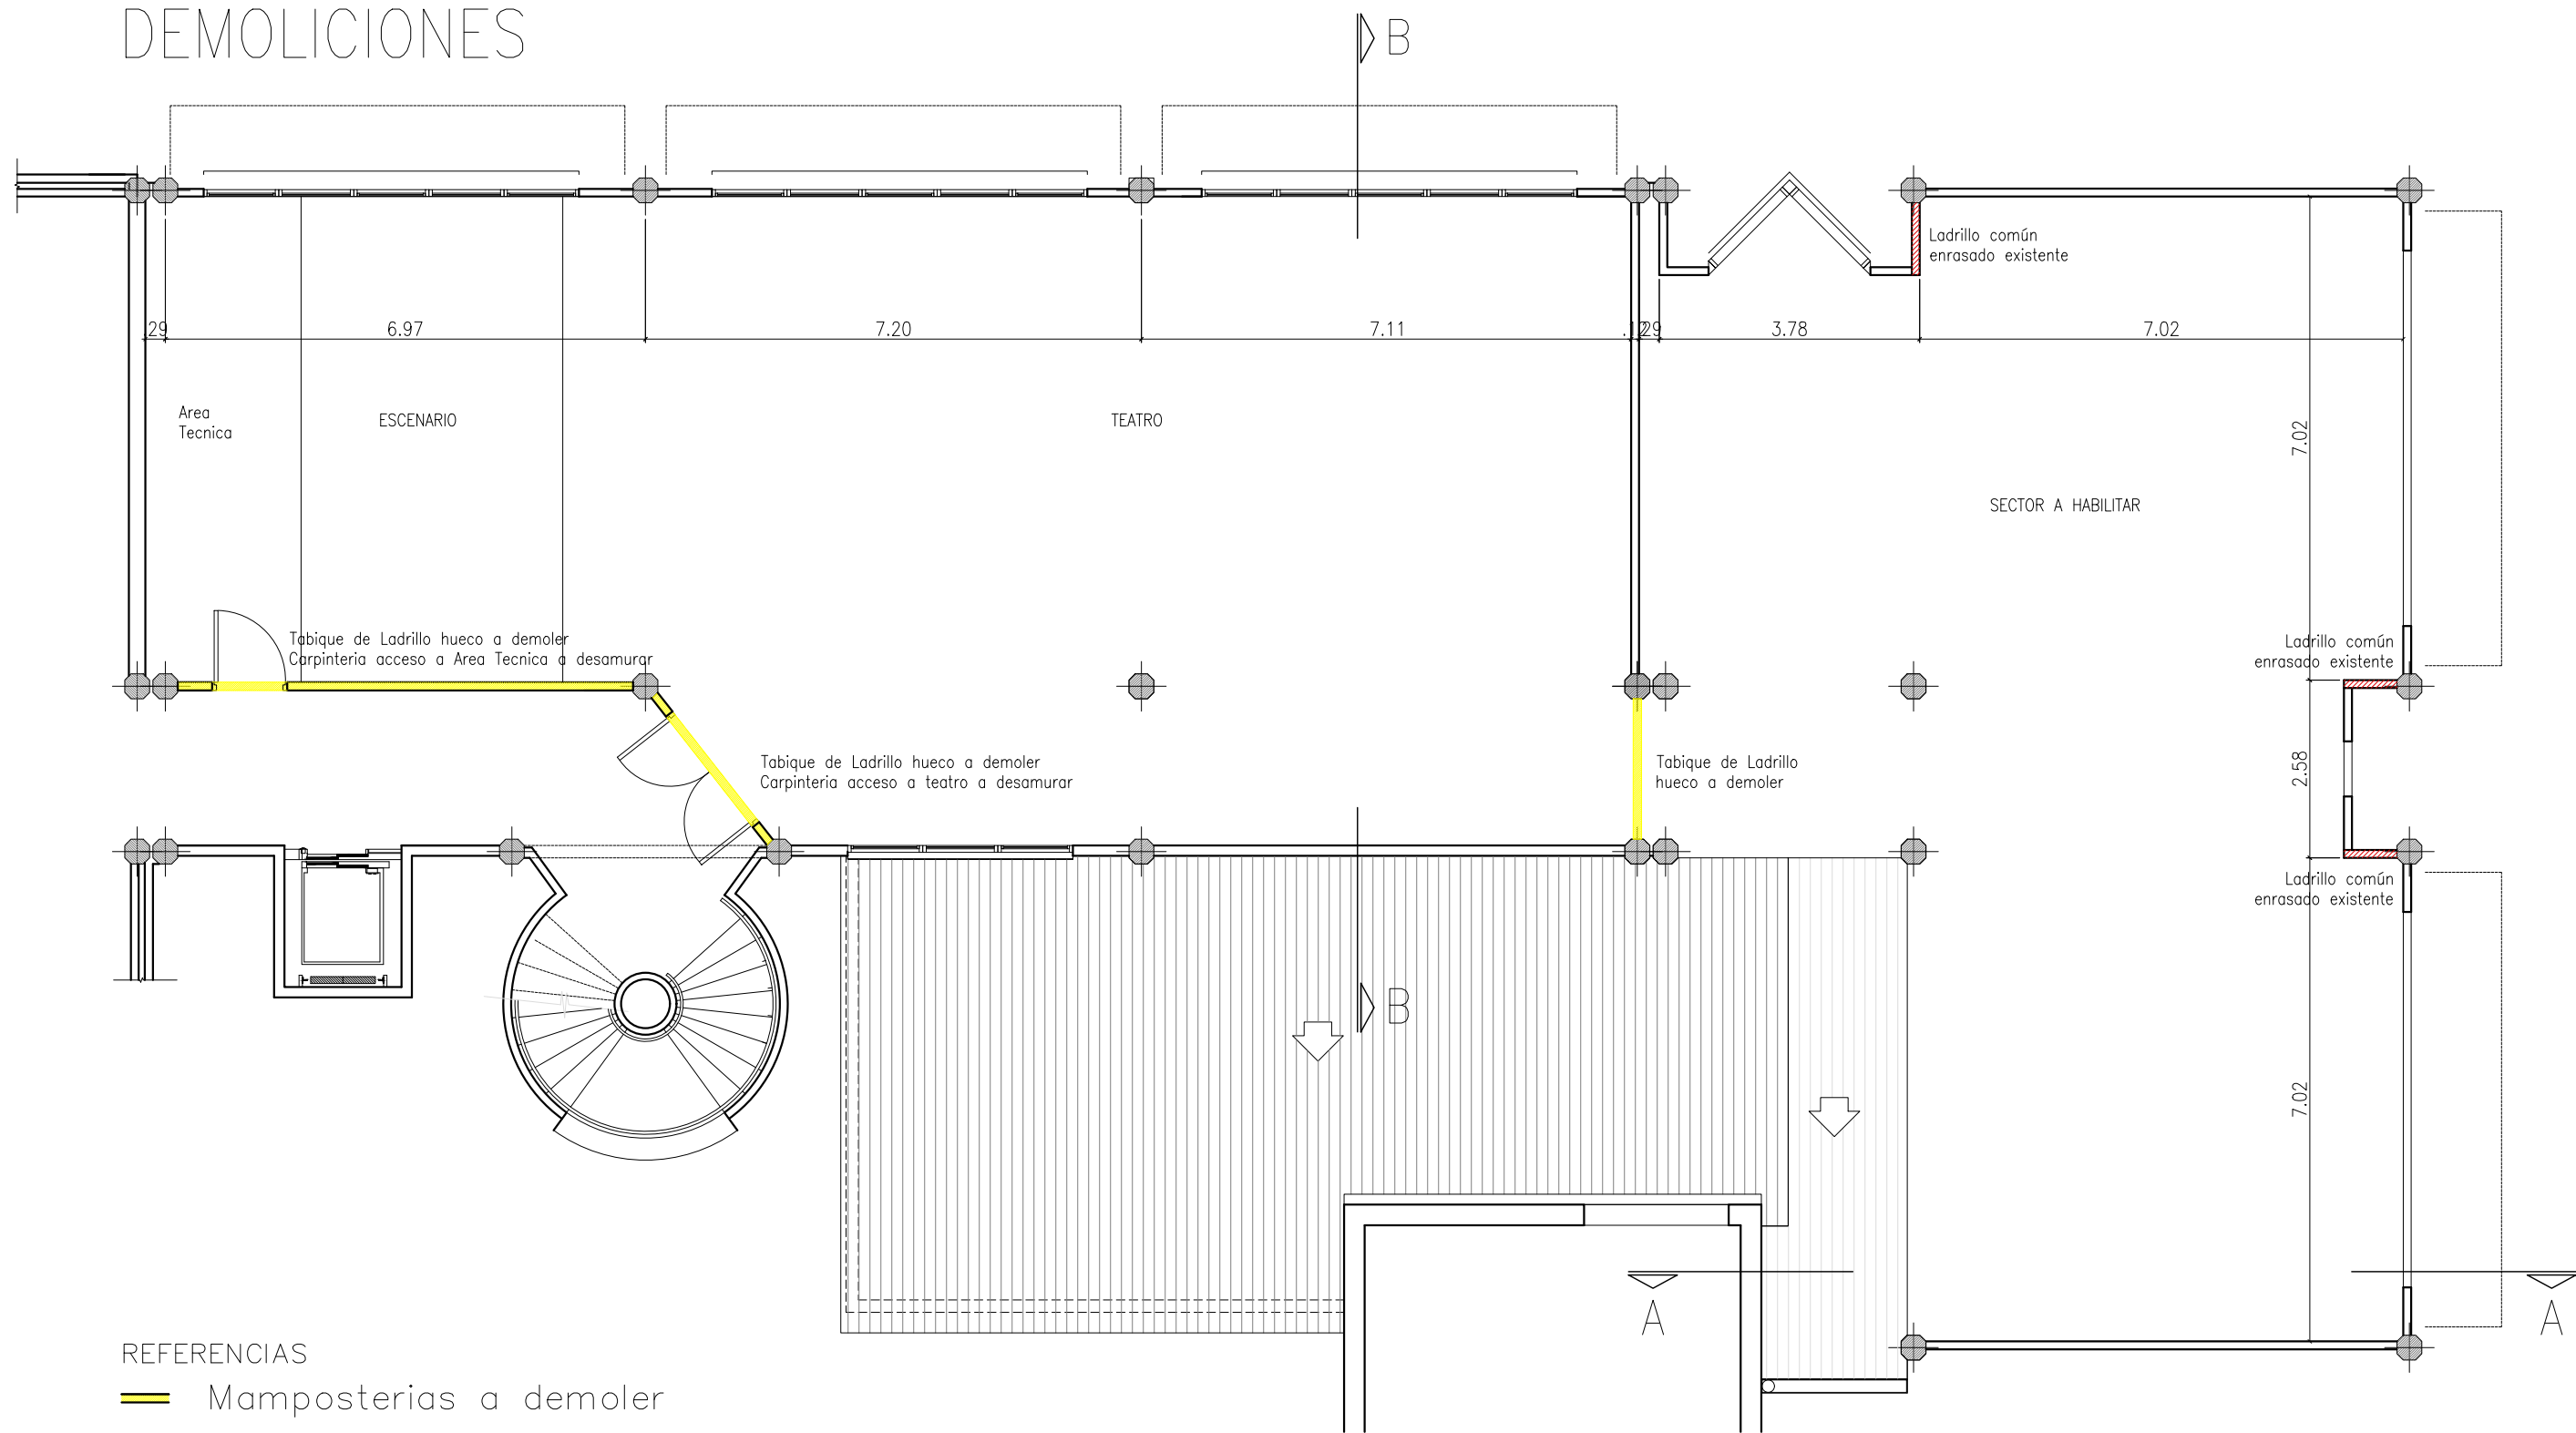 DEMOLICIONES
B
Ladrillo común
enrasado existente
.29
6.97
7.20
7.11
.12
.29
3.78
7.02
Area
Tecnica
ESCENARIO
TEATRO
7.02
SECTOR A HABILITAR
Tabique de Ladrillo hueco a demoler
Carpinteria acceso a Area Tecnica a desamurar
Ladrillo común
enrasado existente
Tabique de Ladrillo hueco a demoler
Carpinteria acceso a teatro a desamurar
Tabique de Ladrillo
hueco a demoler
2.58
Ladrillo común
enrasado existente
B
7.02
A
A
REFERENCIAS
Mamposterias a demoler